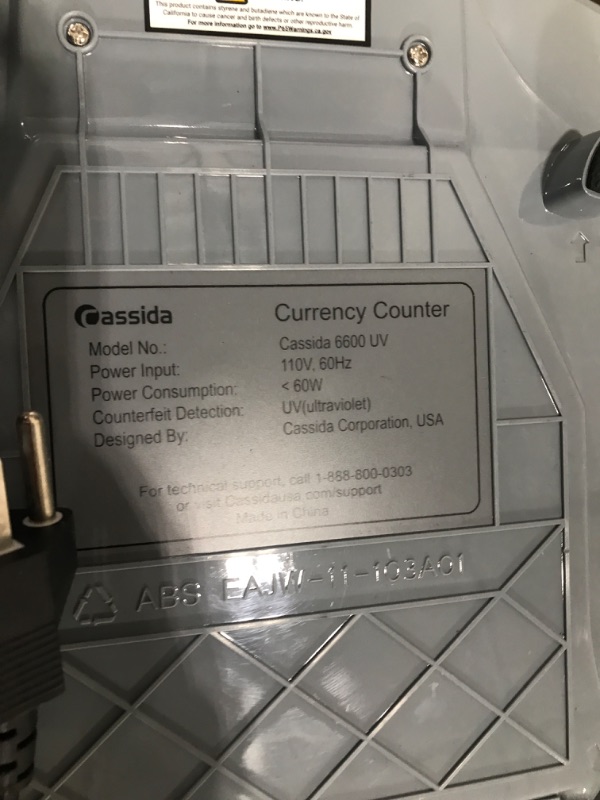 This product contains styrene and butadiene which are known to the State of
California to cause cancer and birth defects or other reproductive harm.
For more information go to www.P65Warnings.ca.gov
Cassida
Currency Counter
Model No.: Cassida 6600 UV
Power Input: 110V, 60Hz
Power Consumption: < 60W
Counterfeit Detection: UV(ultraviolet)
Designed By: Cassida Corporation, USA
For technical support, call 1-888-800-0303
or visit Cassidausa.com/support
Made in China
ABS EAJW-11-103A01